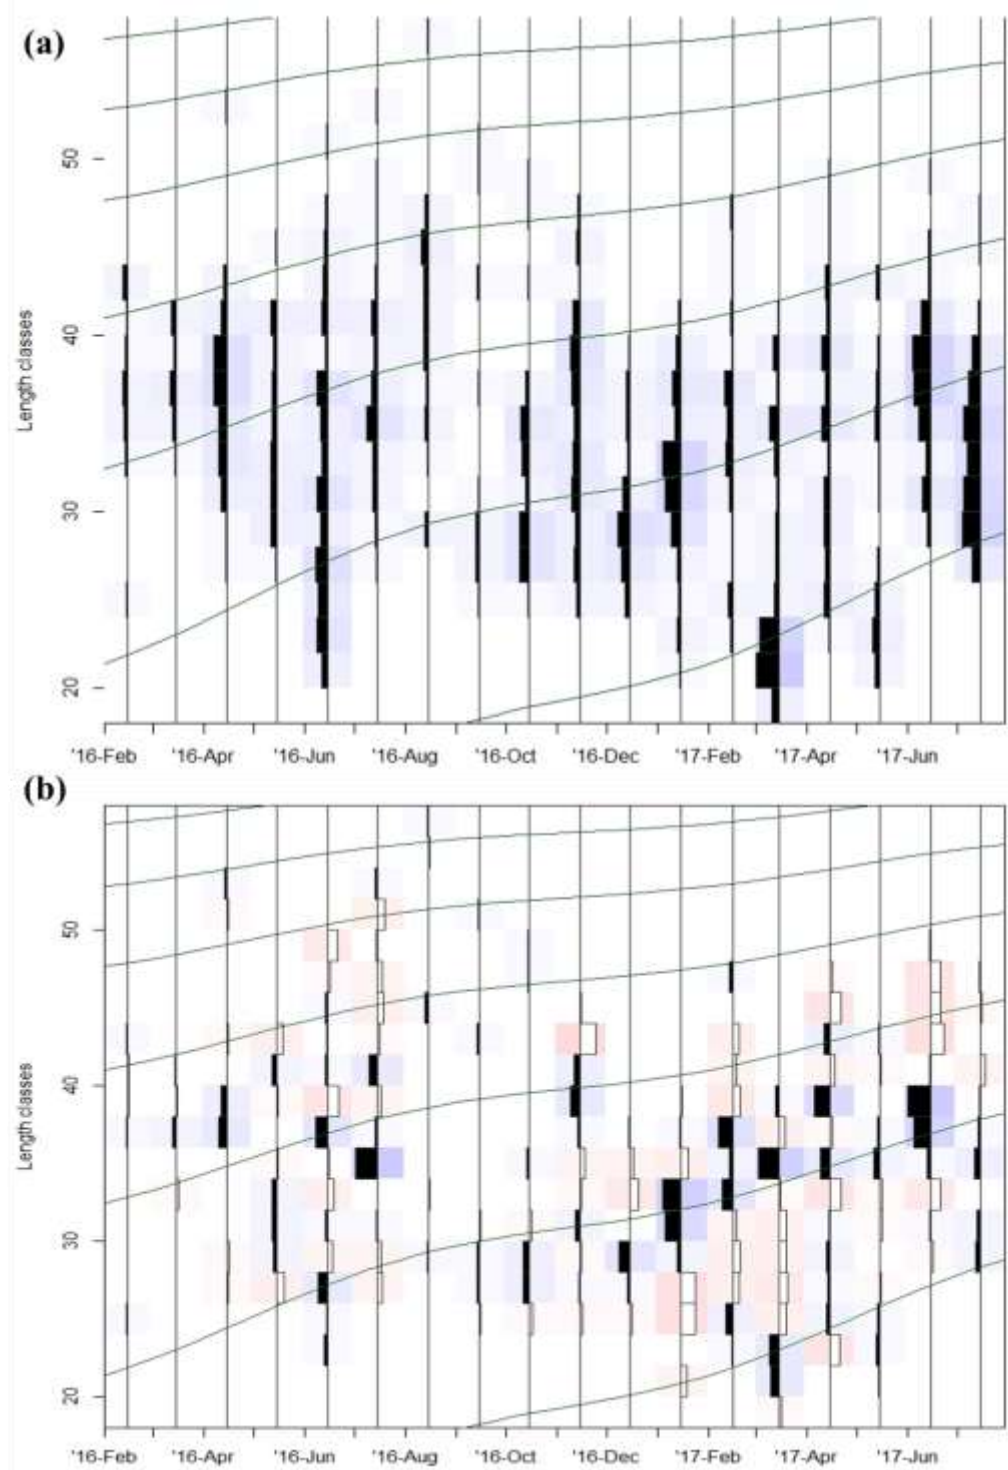 (a)
50
40
30
20
Length classes
'16-Feb '16-Apr '16-Jun '16-Aug '16-Oct '16-Dec '17-Feb '17-Apr '17-Jun
(b)
50
40
30
20
Length classes
'16-Feb '16-Apr '16-Jun '16-Aug '16-Oct '16-Dec '17-Feb '17-Apr '17-Jun